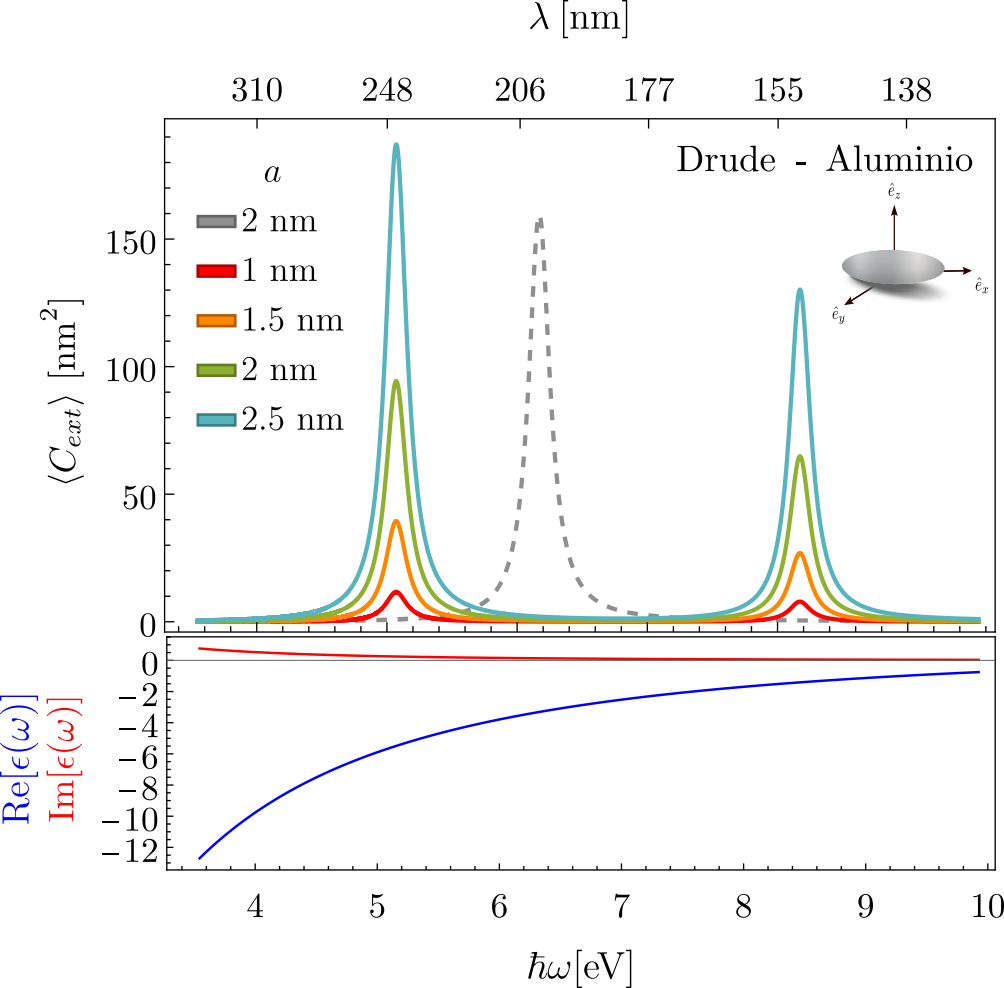 λ [nm]
310 248 206 177 155 138
Drude - Aluminio
a
2 nm
1 nm
1.5 nm
2 nm
2.5 nm
ê_z
ê_x
ê_y
⟨C_ext⟩ [nm²]
150
100
50
0
Re[ϵ(ω)]
Im[ϵ(ω)]
0
−2
−4
−6
−8
−10
−12
4 5 6 7 8 9 10
ħω[eV]